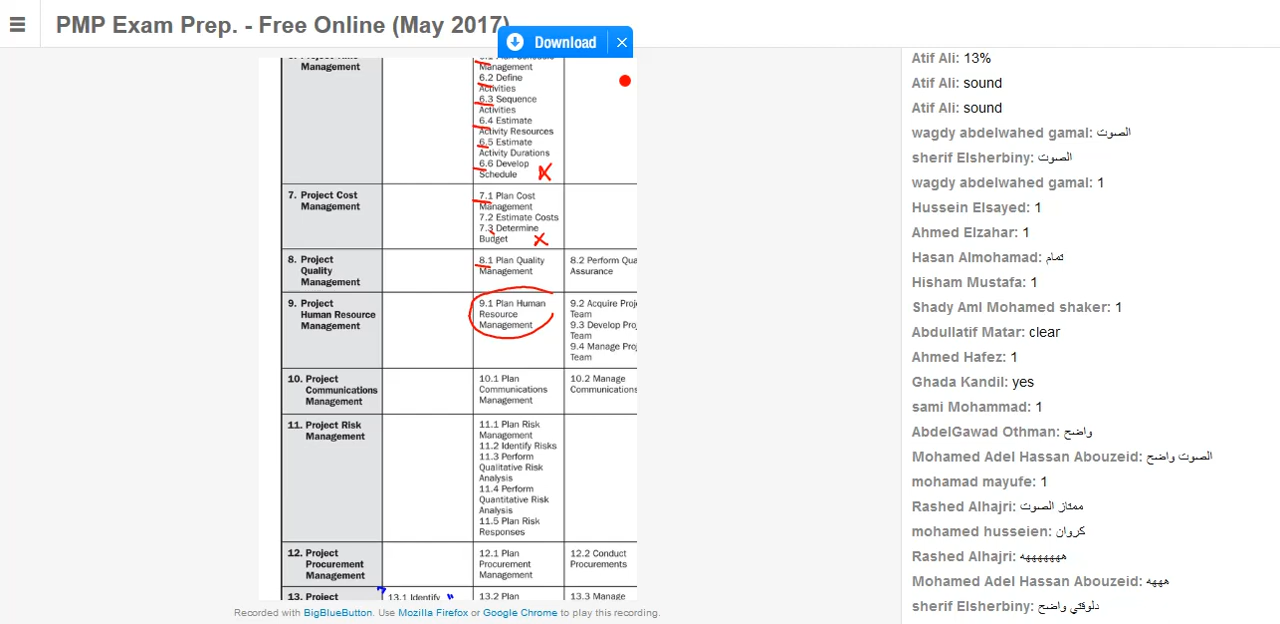 PMP Exam Prep. - Free Online (May 2017)
Download
Management
Management
6.2 Define
Activities
6.3 Sequence
Activities
6.4 Estimate
Activity Resources
6.5 Estimate
Activity Durations
6.6 Develop
Schedule
7. Project Cost
Management
7.1 Plan Cost
Management
7.2 Estimate Costs
7.3 Determine
Budget
8. Project
Quality
Management
8.1 Plan Quality
Management
8.2 Perform Qua
Assurance
9. Project
Human Resource
Management
9.1 Plan Human
Resource
Management
9.2 Acquire Proj
Team
9.3 Develop Proj
Team
9.4 Manage Proj
Team
10. Project
Communications
Management
10.1 Plan
Communications
Management
10.2 Manage
Communications
11. Project Risk
Management
11.1 Plan Risk
Management
11.2 Identify Risks
11.3 Perform
Qualitative Risk
Analysis
11.4 Perform
Quantitative Risk
Analysis
11.5 Plan Risk
Responses
12. Project
Procurement
Management
12.1 Plan
Procurement
Management
12.2 Conduct
Procurements
13. Project
13.1 Identify
13.2 Plan
13.3 Manage
Recorded with BigBlueButton. Use Mozilla Firefox or Google Chrome to play this recording.
Atif Ali: 13%
Atif Ali: sound
Atif Ali: sound
wagdy abdelwahed gamal: الصوت
sherif Elsherbiny: الصوت
wagdy abdelwahed gamal: 1
Hussein Elsayed: 1
Ahmed Elzahar: 1
Hasan Almohamad: تمام
Hisham Mustafa: 1
Shady Aml Mohamed shaker: 1
Abdullatif Matar: clear
Ahmed Hafez: 1
Ghada Kandil: yes
sami Mohammad: 1
AbdelGawad Othman: واضح
Mohamed Adel Hassan Abouzeid: الصوت واضح
mohamad mayufe: 1
Rashed Alhajri: ممتاز الصوت
mohamed husseien: كروان
Rashed Alhajri: ههههههه
Mohamed Adel Hassan Abouzeid: هههه
sherif Elsherbiny: دلوقتي واضح